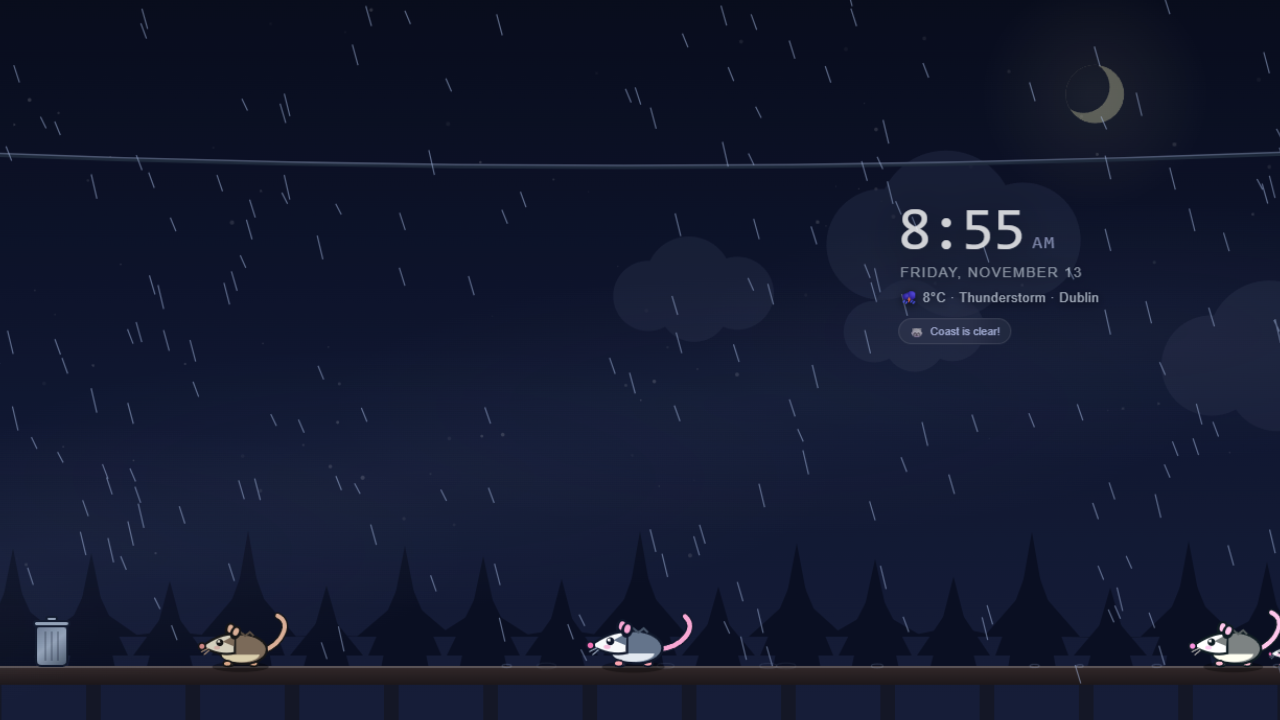 8:55 AM
FRIDAY, NOVEMBER 13
8°C · Thunderstorm · Dublin
Coast is clear!